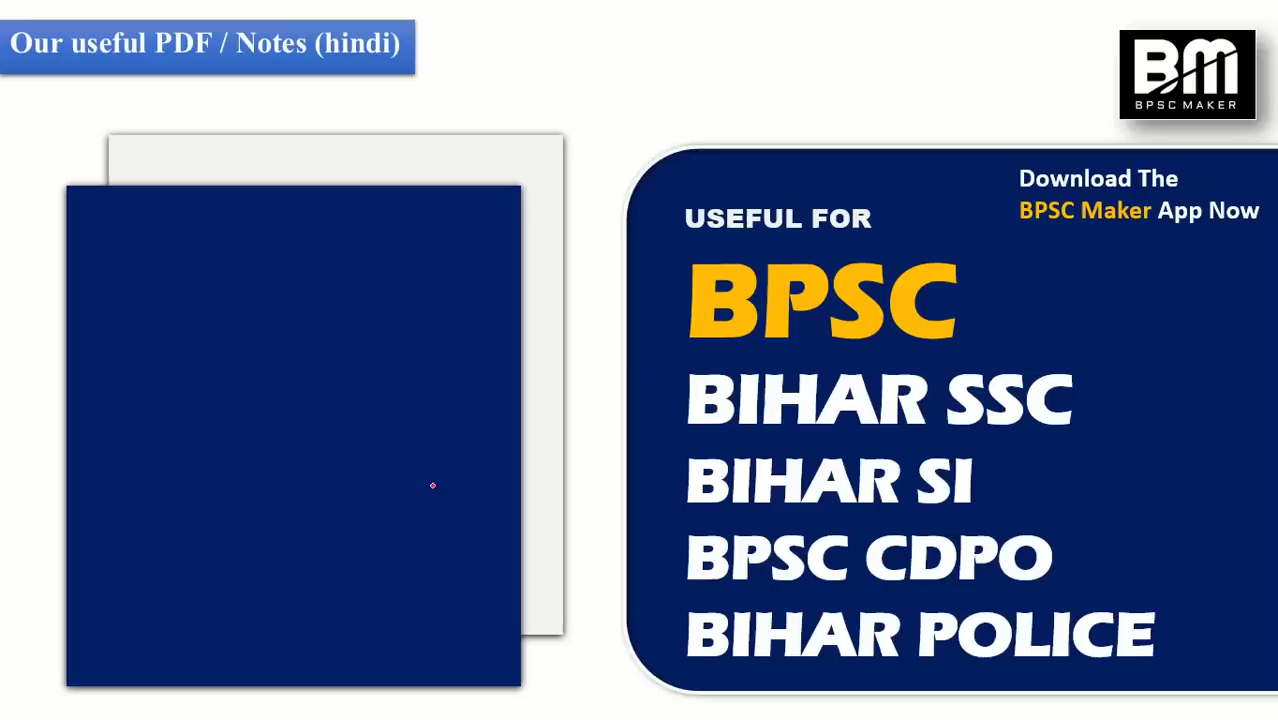 Our useful PDF / Notes (hindi)
BM
BPSC MAKER
Download The
BPSC Maker App Now
USEFUL FOR
BPSC
BIHAR SSC
BIHAR SI
BPSC CDPO
BIHAR POLICE